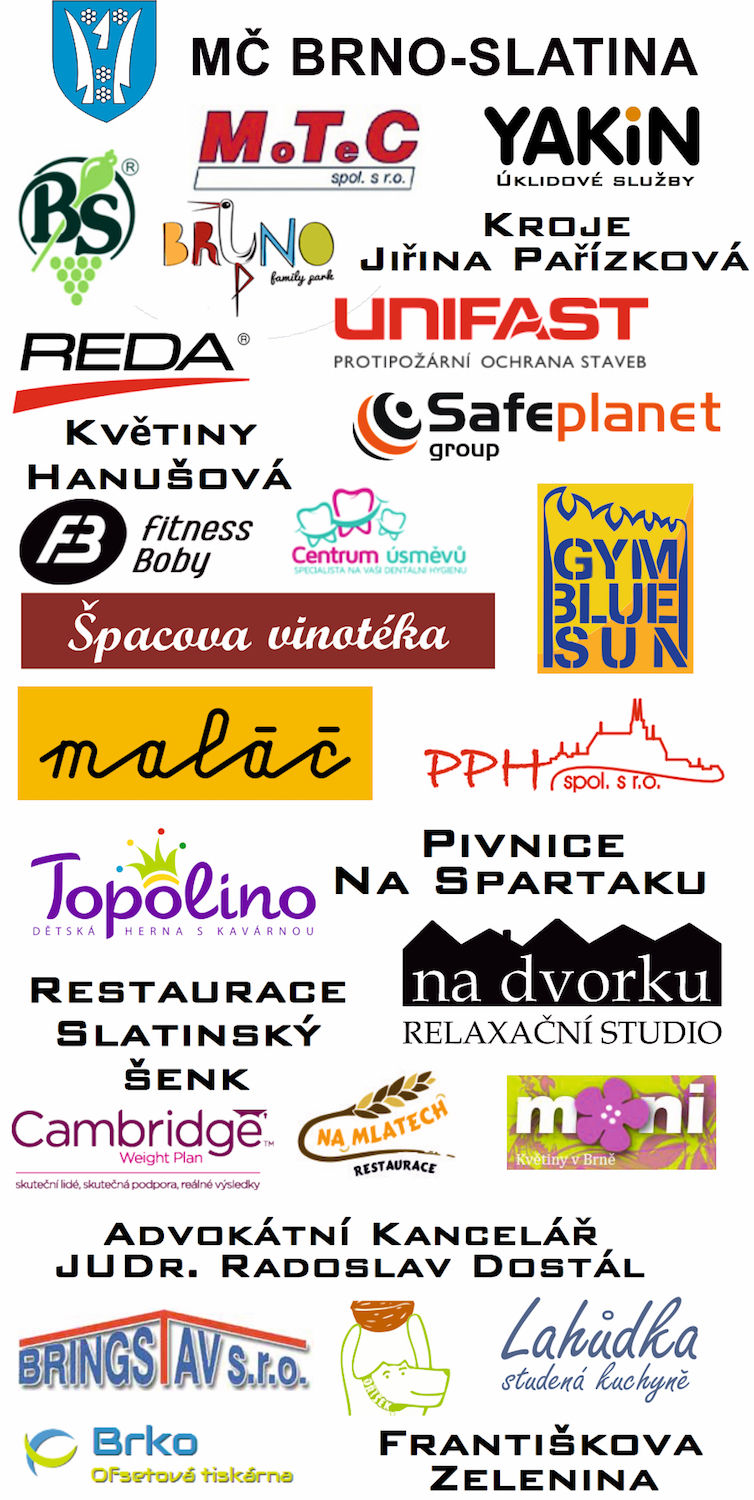 MČ BRNO-SLATINA
MoTeC
spol. s r.o.
YAKiN
ÚKLIDOVÉ SLUŽBY
BS®
BRuNO
family park
KROJE
JIŘINA PAŘÍZKOVÁ
REDA®
UNIFAST
PROTIPOŽÁRNÍ OCHRANA STAVEB
Safeplanet
group
KVĚTINY
HANUŠOVÁ
FB
fitness
Boby
Centrum úsměvů
SPECIALISTA NA VAŠI DENTÁLNÍ HYGIENU
GYM
BLUE
SUN
Špacova vinotéka
maláč
PPH
spol. s r.o.
Topolino
DĚTSKÁ HERNA S KAVÁRNOU
PIVNICE
NA SPARTAKU
na dvorku
RELAXAČNÍ STUDIO
RESTAURACE
SLATINSKÝ
ŠENK
Cambridge™
Weight Plan
skuteční lidé, skutečná podpora, reálné výsledky
NA MLATECH
RESTAURACE
moni
Květiny v Brně
ADVOKÁTNÍ KANCELÁŘ
JUDR. RADOSLAV DOSTÁL
BRINGSTAV s.r.o.
Lahůdka
studená kuchyně
Brko
Ofsetová tiskárna
FRANTIŠKOVA
ZELENINA